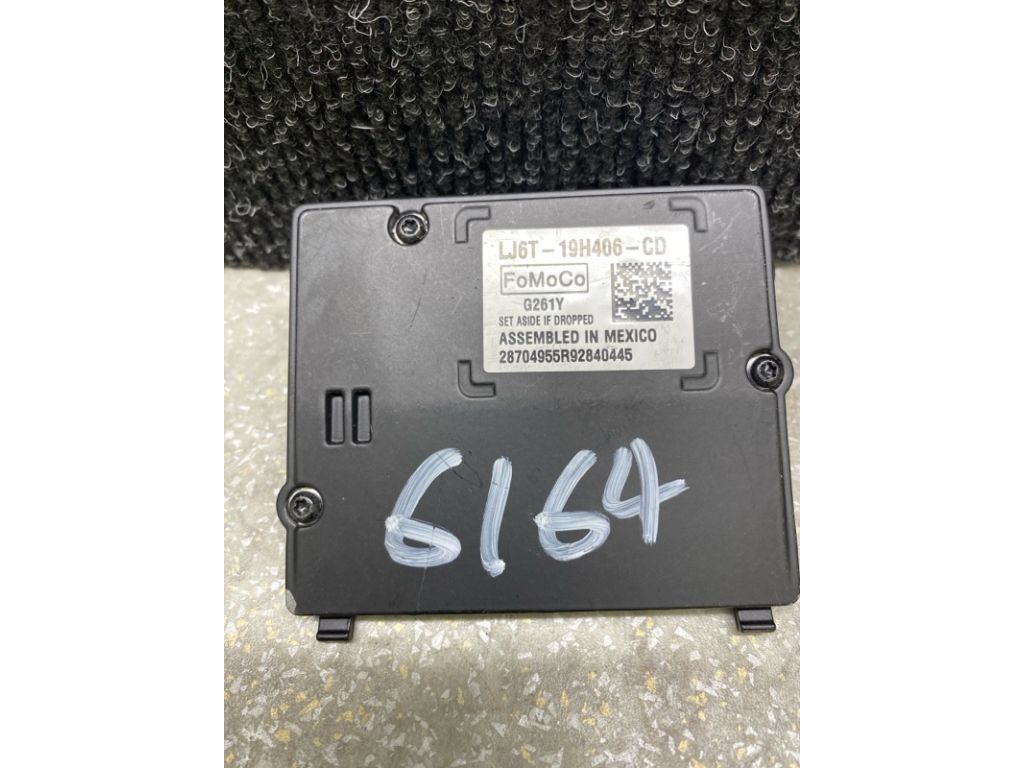 LJ6T-19H406-CD
FoMoCo
G261Y
SET ASIDE IF DROPPED
ASSEMBLED IN MEXICO
28704955R92840445
6164